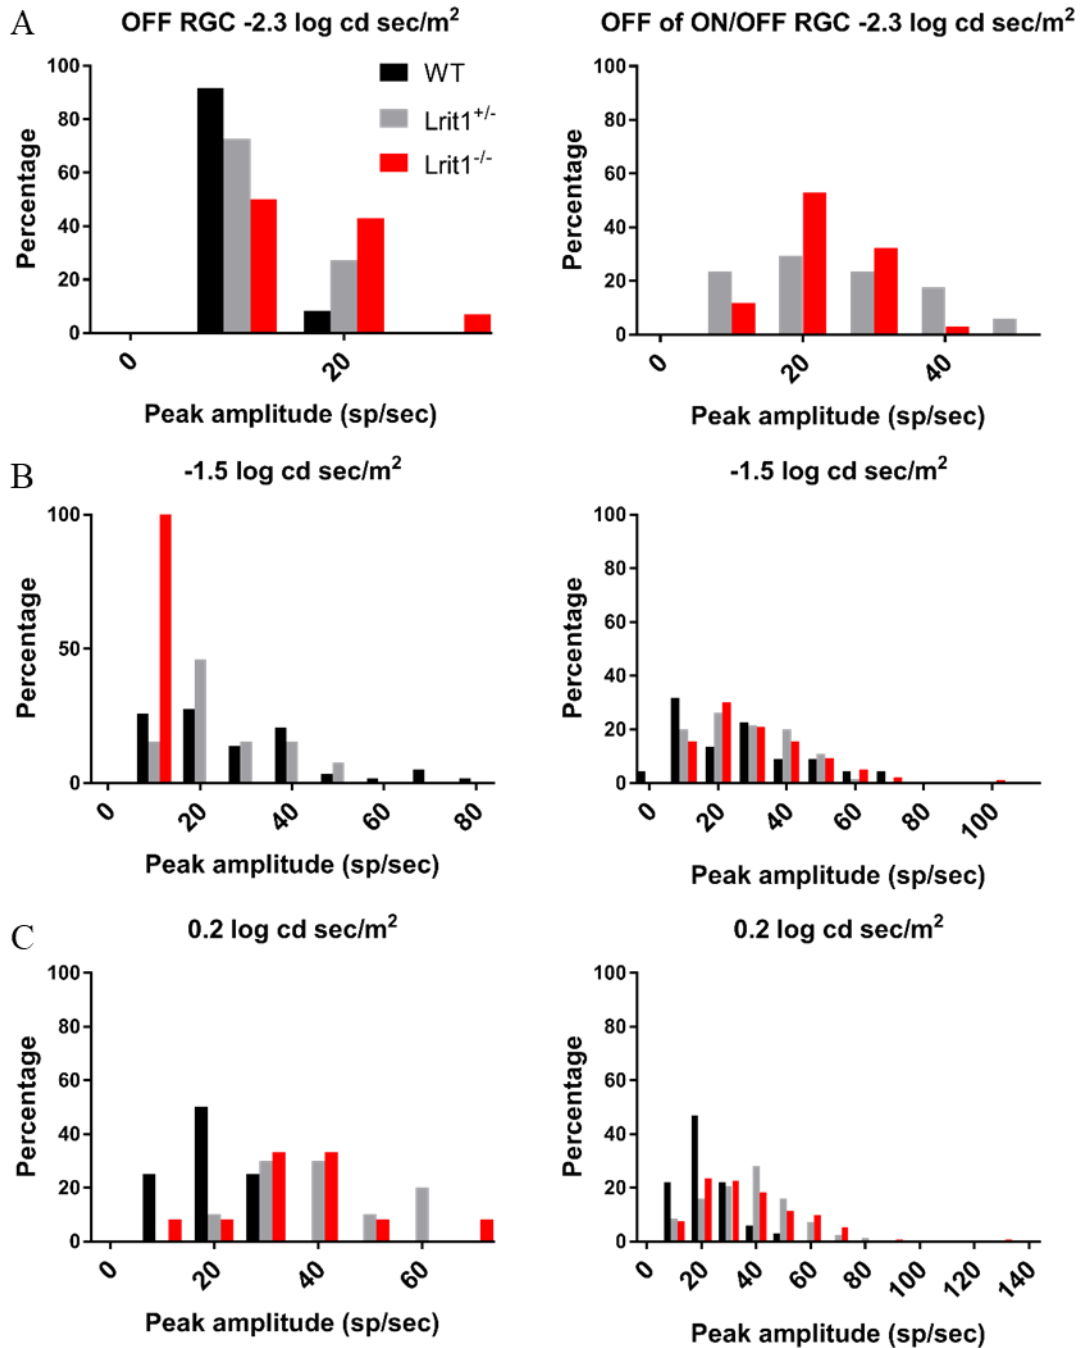 A
OFF RGC -2.3 log cd sec/m²
OFF of ON/OFF RGC -2.3 log cd sec/m²
WT
Lrit1+/-
Lrit1-/-
Percentage
100
80
60
40
20
0
0
20
Peak amplitude (sp/sec)
Percentage
100
80
60
40
20
0
0
20
40
Peak amplitude (sp/sec)
B
-1.5 log cd sec/m²
-1.5 log cd sec/m²
Percentage
100
50
0
0
20
40
60
80
Peak amplitude (sp/sec)
Percentage
100
80
60
40
20
0
0
20
40
60
80
100
Peak amplitude (sp/sec)
C
0.2 log cd sec/m²
0.2 log cd sec/m²
Percentage
100
80
60
40
20
0
0
20
40
60
Peak amplitude (sp/sec)
Percentage
100
80
60
40
20
0
0
20
40
60
80
100
120
140
Peak amplitude (sp/sec)